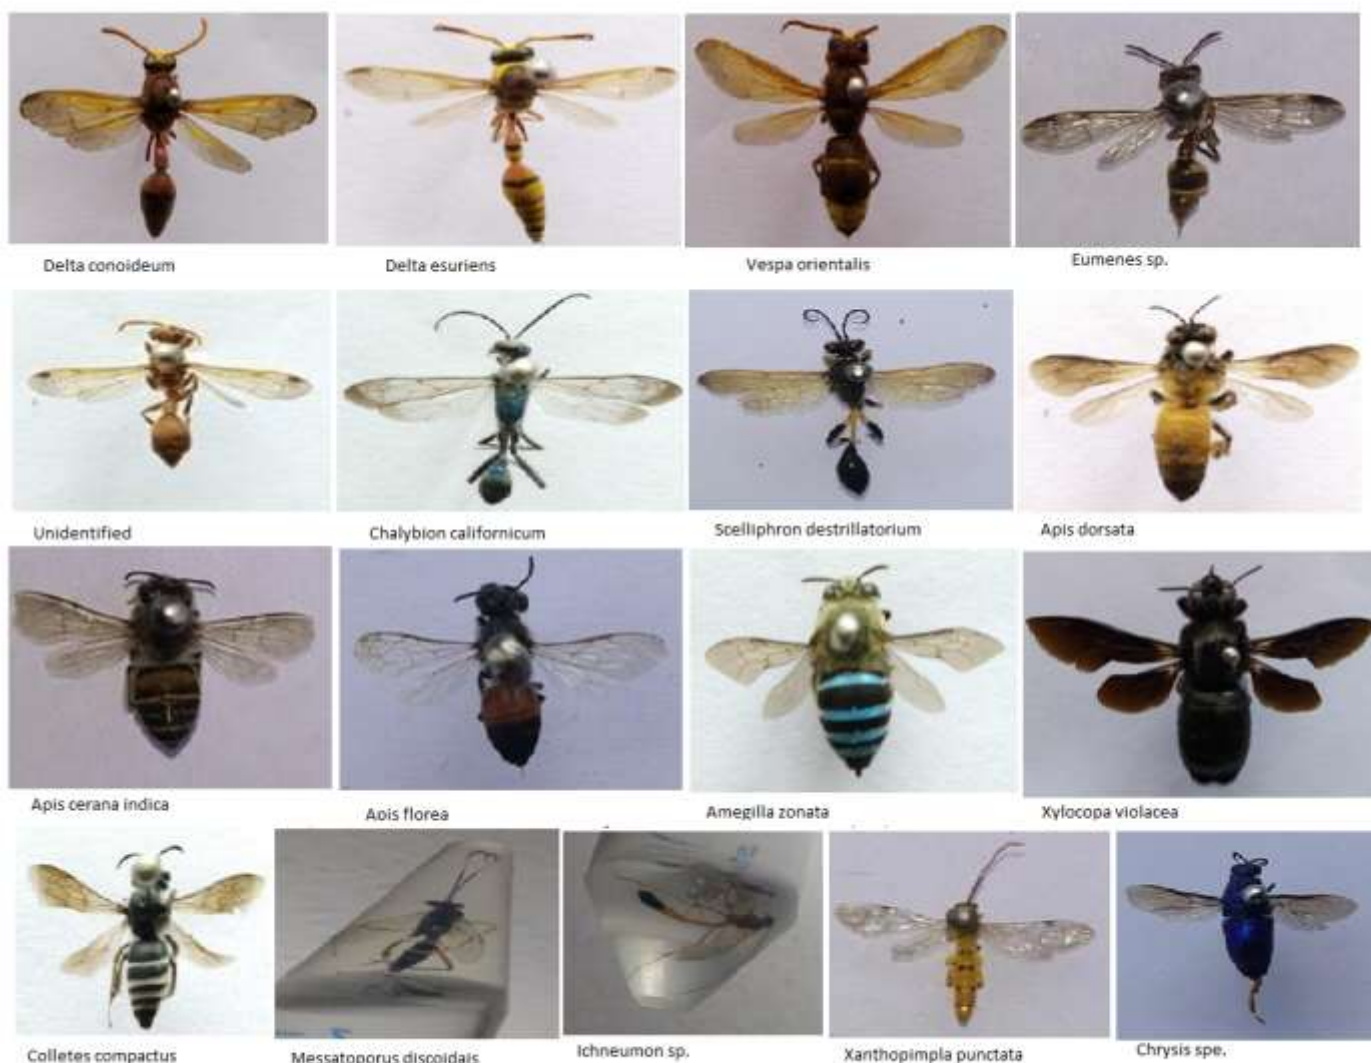 Delta conoideum
Delta esuriens
Vespa orientalis
Eumenes sp.
Unidentified
Chalybion californicum
Scelliphron destrillatorium
Apis dorsata
Apis cerana indica
Apis florea
Amegilla zonata
Xylocopa violacea
Colletes compactus
Messatoporus discoidais
Ichneumon sp.
Xanthopimpla punctata
Chrysis spe.